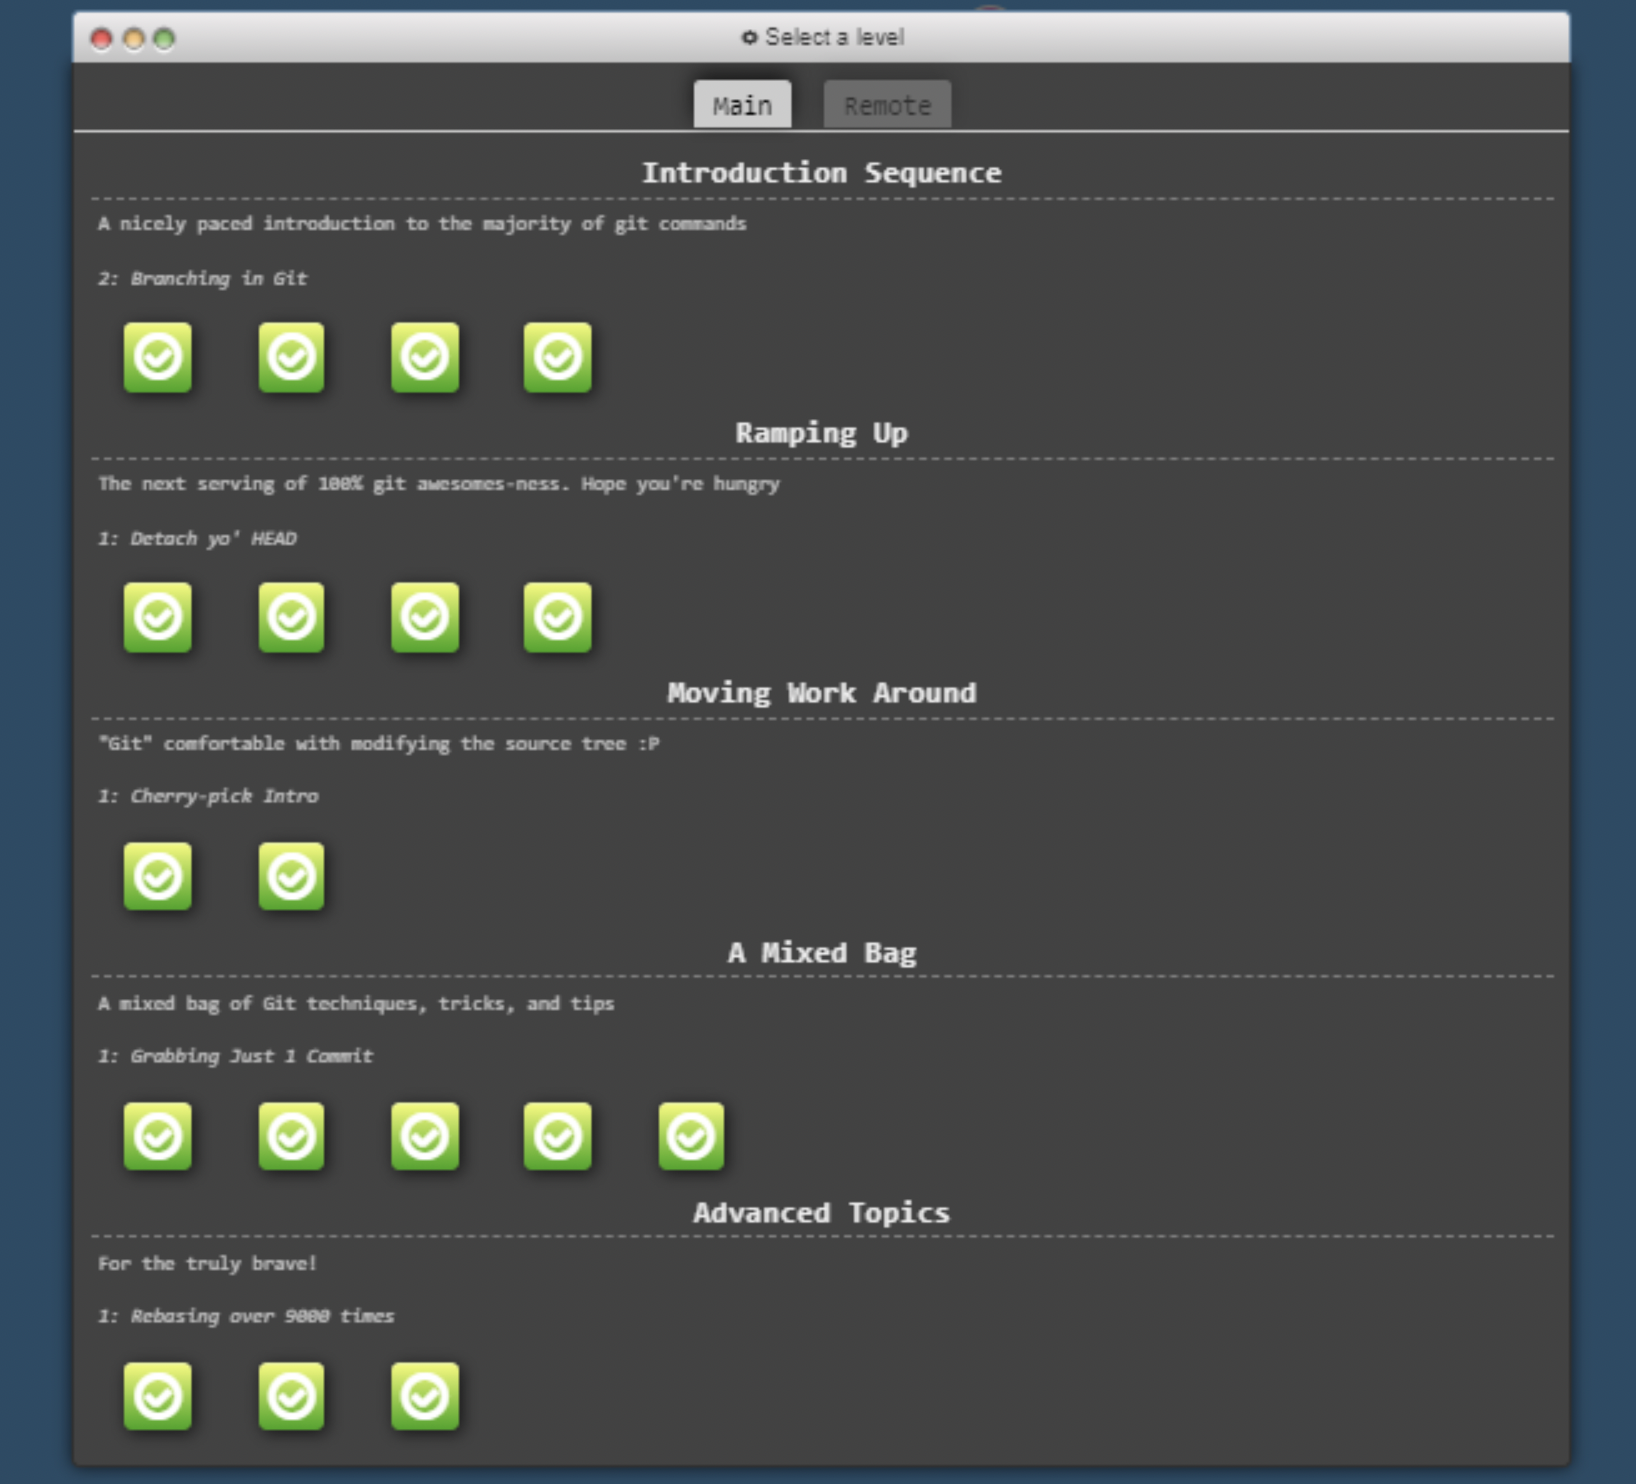 Select a level
Main Remote
Introduction Sequence
A nicely paced introduction to the majority of git commands
2: Branching in Git
Ramping Up
The next serving of 100% git awesomes-ness. Hope you're hungry
1: Detach yo' HEAD
Moving Work Around
"Git" comfortable with modifying the source tree :P
1: Cherry-pick Intro
A Mixed Bag
A mixed bag of Git techniques, tricks, and tips
1: Grabbing Just 1 Commit
Advanced Topics
For the truly brave!
1: Rebasing over 9000 times